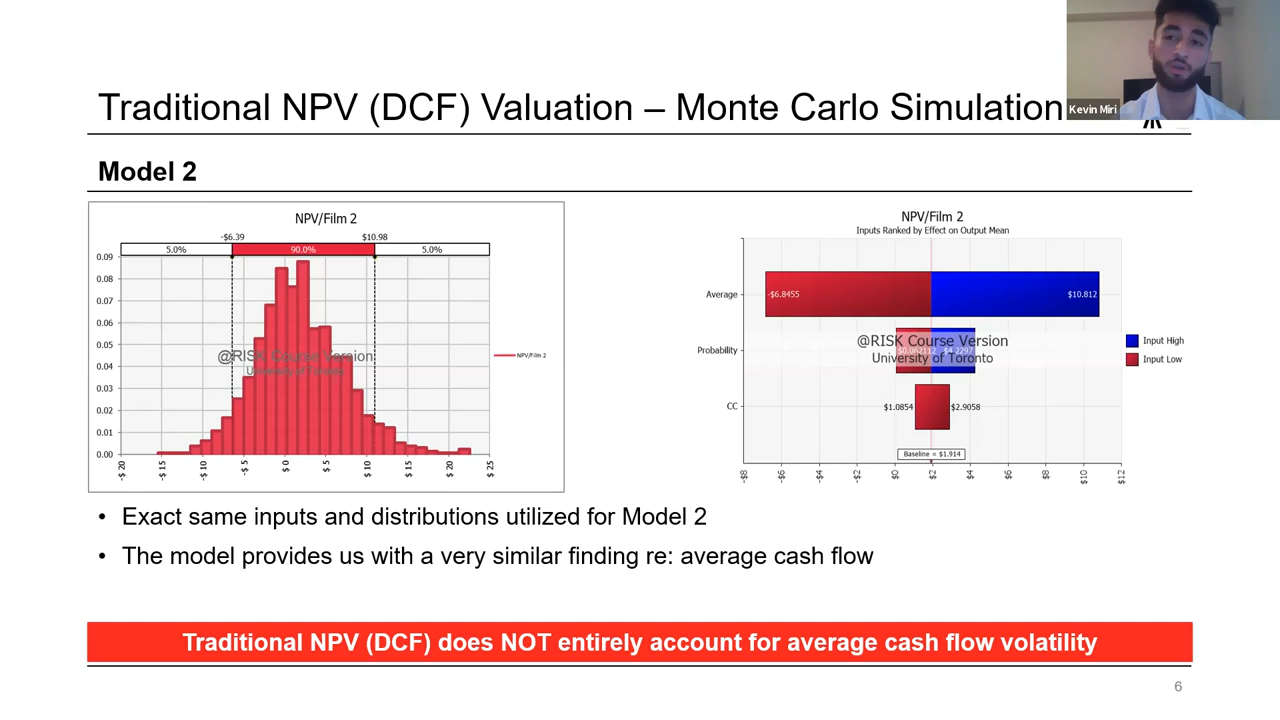 Traditional NPV (DCF) Valuation – Monte Carlo Simulation
Kevin Miri
Model 2
NPV/Film 2
-$6.39 $10.98
5.0% 90.0% 5.0%
0.09
0.08
0.07
0.06
0.05
0.04
0.03
0.02
0.01
0.00
-$ 20
-$ 15
-$ 10
-$ 5
$ 0
$ 5
$ 10
$ 15
$ 20
$ 25
@RISK Course Version
University of Toronto
NPV/Film 2
NPV/Film 2
Inputs Ranked by Effect on Output Mean
Average
-$6.8455 $10.812
Probability
$0.062112 $4.2297
CC
$1.0854 $2.9058
@RISK Course Version
University of Toronto
Baseline = $1.914
-$8
-$6
-$4
-$2
$0
$2
$4
$6
$8
$10
$12
Input High
Input Low
• Exact same inputs and distributions utilized for Model 2
• The model provides us with a very similar finding re: average cash flow
Traditional NPV (DCF) does NOT entirely account for average cash flow volatility
6